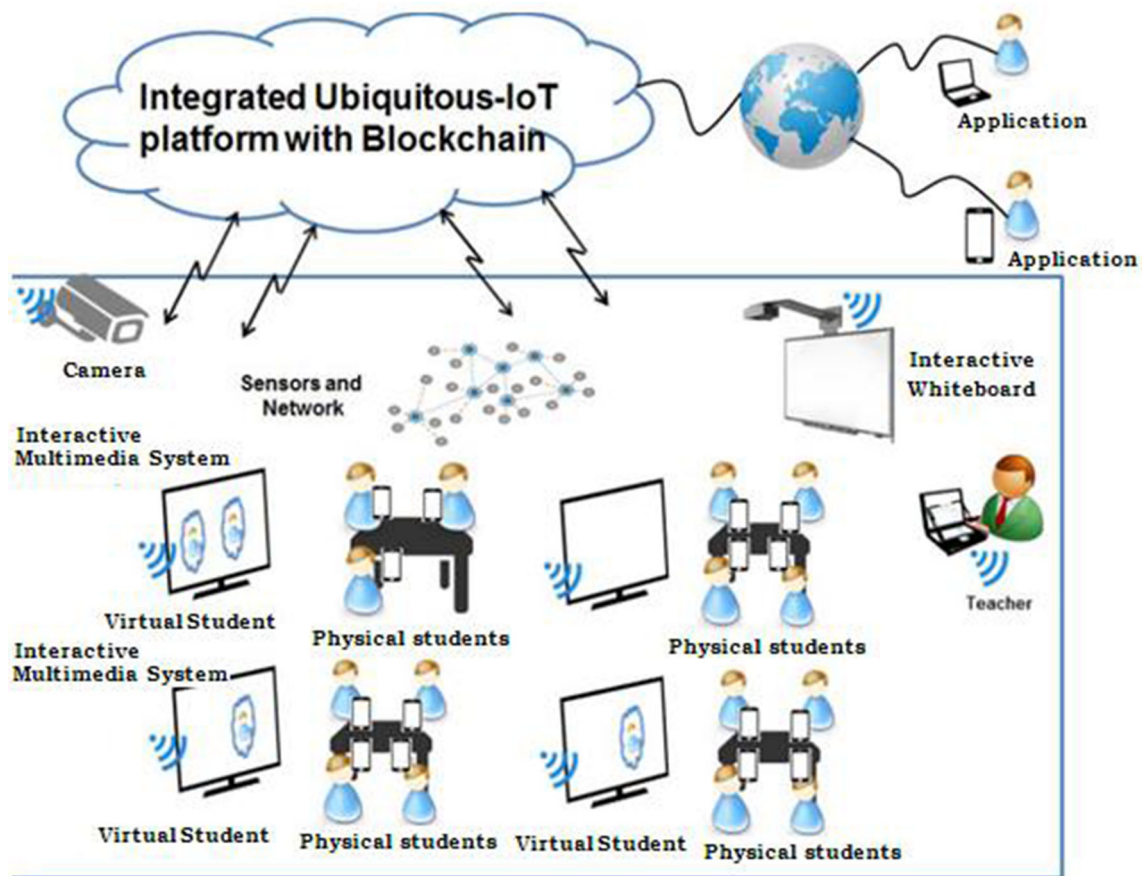 Integrated Ubiquitous-IoT
platform with Blockchain
Application
Application
Camera
Sensors and
Network
Interactive
Whiteboard
Interactive
Multimedia System
Virtual Student
Physical students
Physical students
Teacher
Interactive
Multimedia System
Virtual Student
Physical students
Virtual Student
Physical students